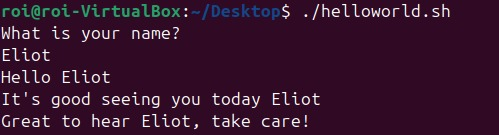 roi@roi-VirtualBox:~/Desktop$ ./helloworld.sh
What is your name?
Eliot
Hello Eliot
It's good seeing you today Eliot
Great to hear Eliot, take care!